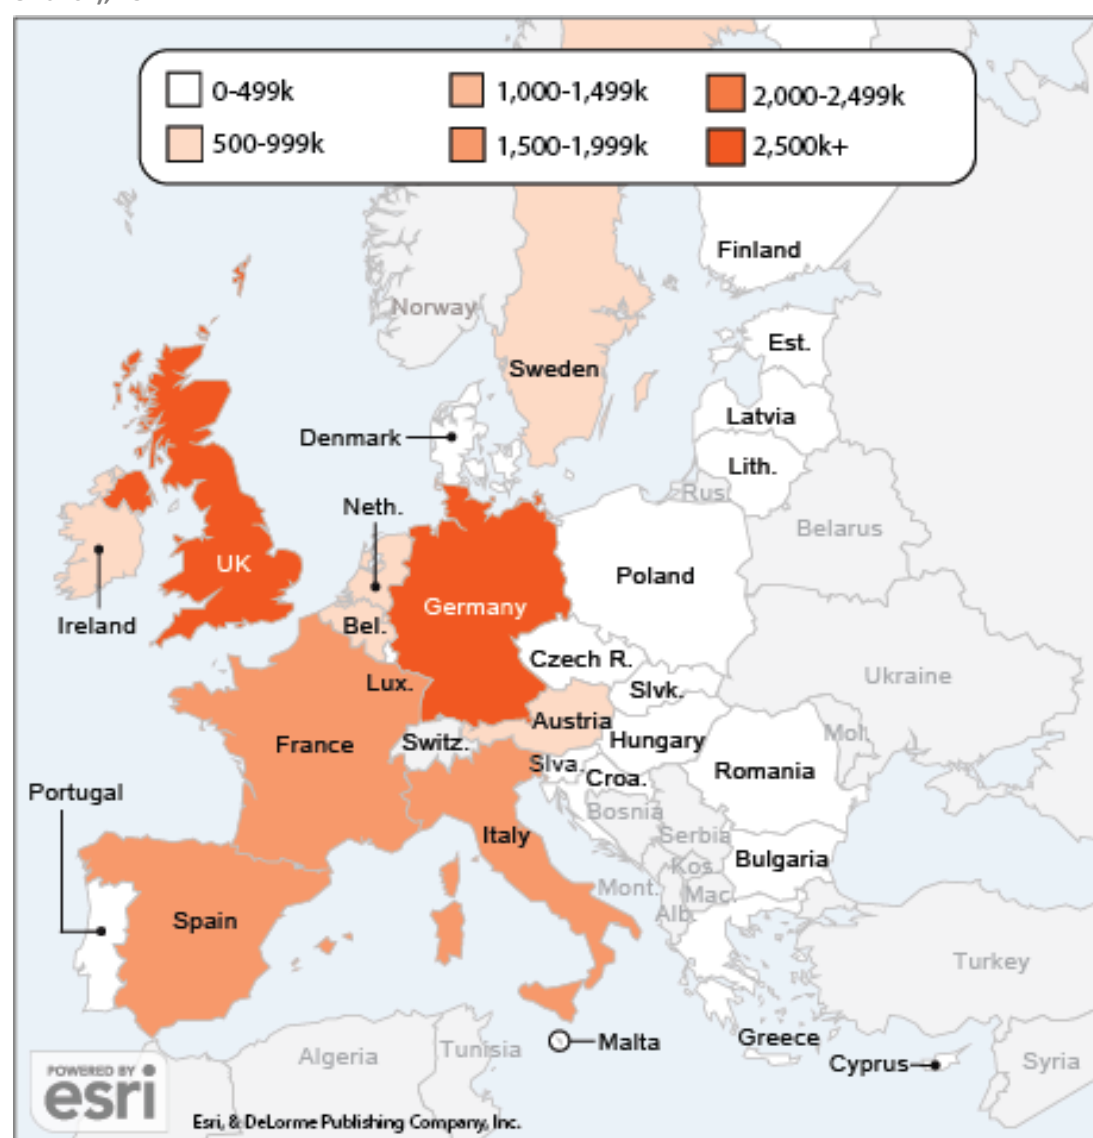 0-499k
1,000-1,499k
2,000-2,499k
500-999k
1,500-1,999k
2,500k+
Finland
Norway
Est.
Sweden
Latvia
Denmark
Lith.
Rus
Neth.
Belarus
UK
Poland
Germany
Ireland
Bel.
Czech R.
Ukraine
Lux.
Slvk.
Austria
France
Switz.
Hungary
Mol.
Slva.
Croa.
Romania
Portugal
Bosnia
Serbia
Italy
Bulgaria
Kos.
Mont.
Mac.
Alb.
Spain
Turkey
Greece
Malta
Algeria
Tunisia
Cyprus
Syria
POWERED BY
esri
Esri, & DeLorme Publishing Company, Inc.